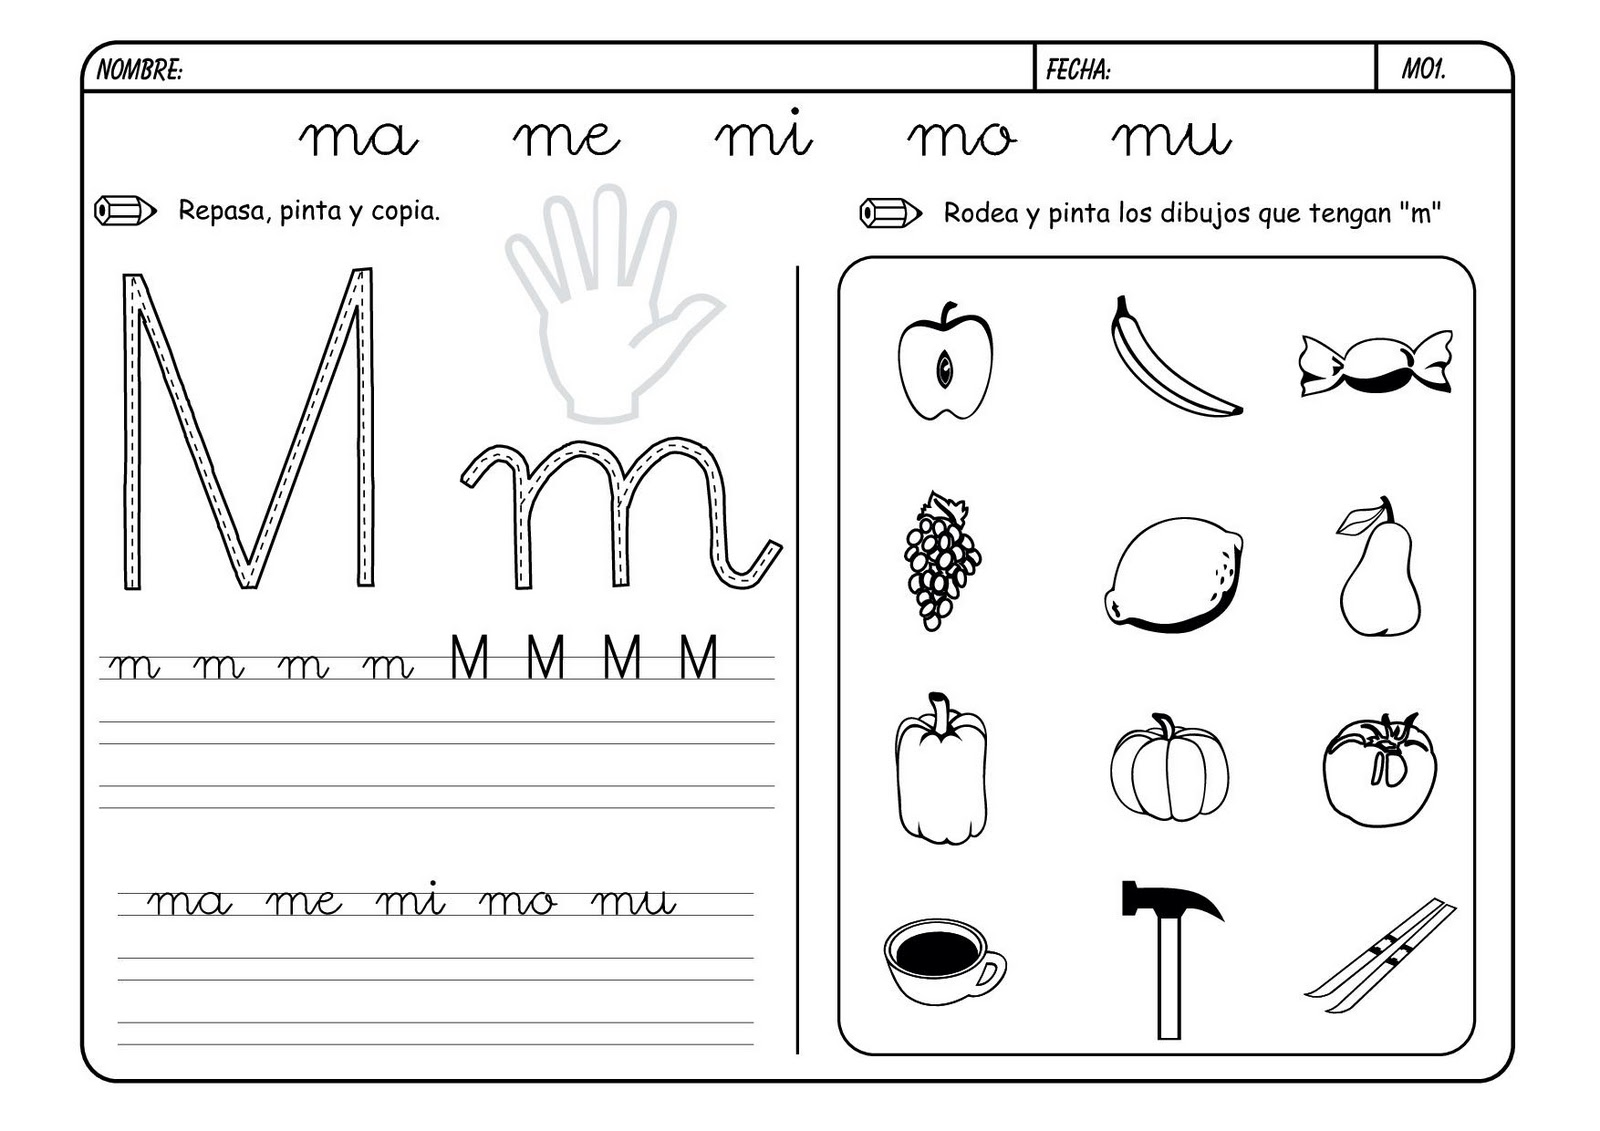 NOMBRE: FECHA: M01.
ma me mi mo mu
Repasa, pinta y copia.
Rodea y pinta los dibujos que tengan "m"
M m
m m m m M M M M
ma me mi mo mu